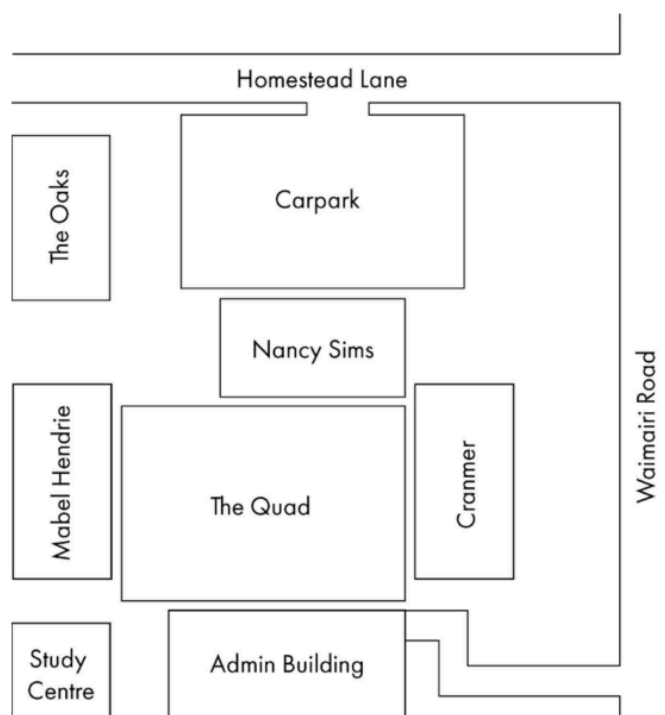 Homestead Lane
The Oaks
Carpark
Nancy Sims
Waimairi Road
Mabel Hendrie
The Quad
Cranmer
Study
Centre
Admin Building